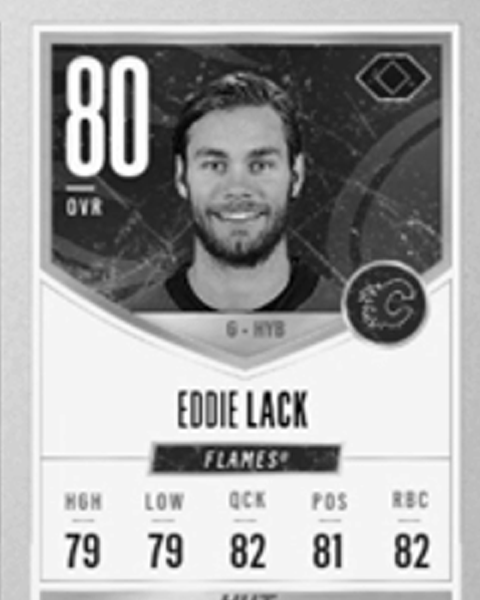 80
OVR
G - HYB
EDDIE LACK
FLAMES®
HGH LOW QCK POS RBC
79 79 82 81 82